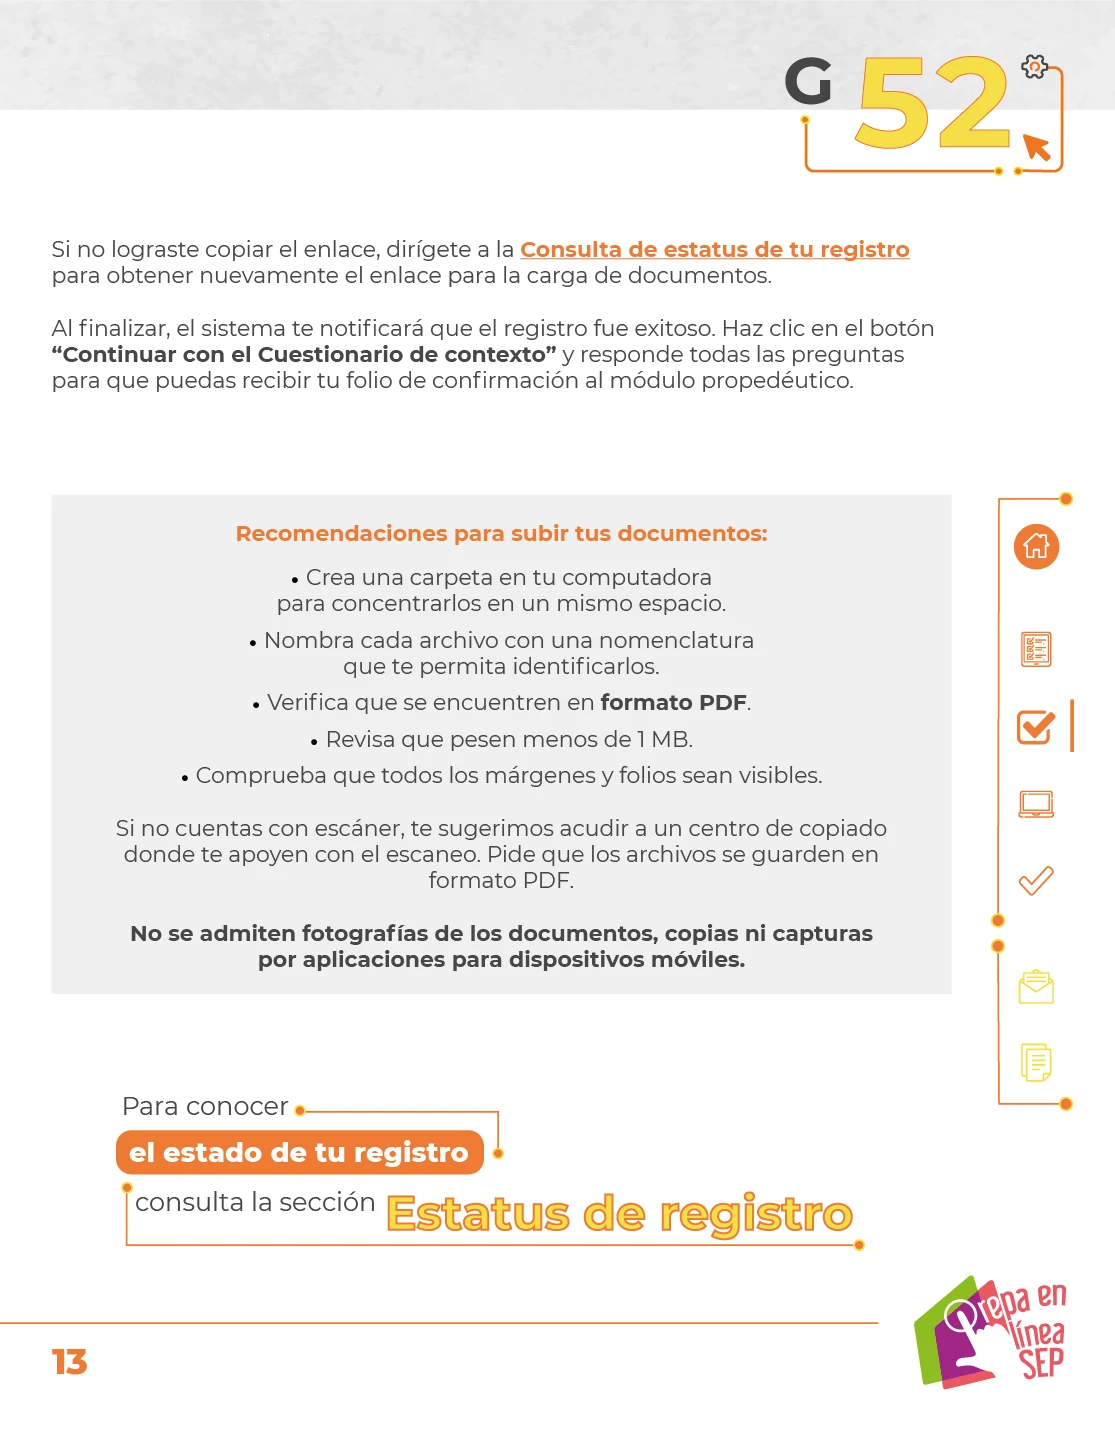 G 52
Si no lograste copiar el enlace, dirígete a la Consulta de estatus de tu registro
para obtener nuevamente el enlace para la carga de documentos.
Al finalizar, el sistema te notificará que el registro fue exitoso. Haz clic en el botón
“Continuar con el Cuestionario de contexto” y responde todas las preguntas
para que puedas recibir tu folio de confirmación al módulo propedéutico.
Recomendaciones para subir tus documentos:
• Crea una carpeta en tu computadora
para concentrarlos en un mismo espacio.
• Nombra cada archivo con una nomenclatura
que te permita identificarlos.
• Verifica que se encuentren en formato PDF.
• Revisa que pesen menos de 1 MB.
• Comprueba que todos los márgenes y folios sean visibles.
Si no cuentas con escáner, te sugerimos acudir a un centro de copiado
donde te apoyen con el escaneo. Pide que los archivos se guarden en
formato PDF.
No se admiten fotografías de los documentos, copias ni capturas
por aplicaciones para dispositivos móviles.
Para conocer
el estado de tu registro
consulta la sección Estatus de registro
13
Prepa en
línea
SEP